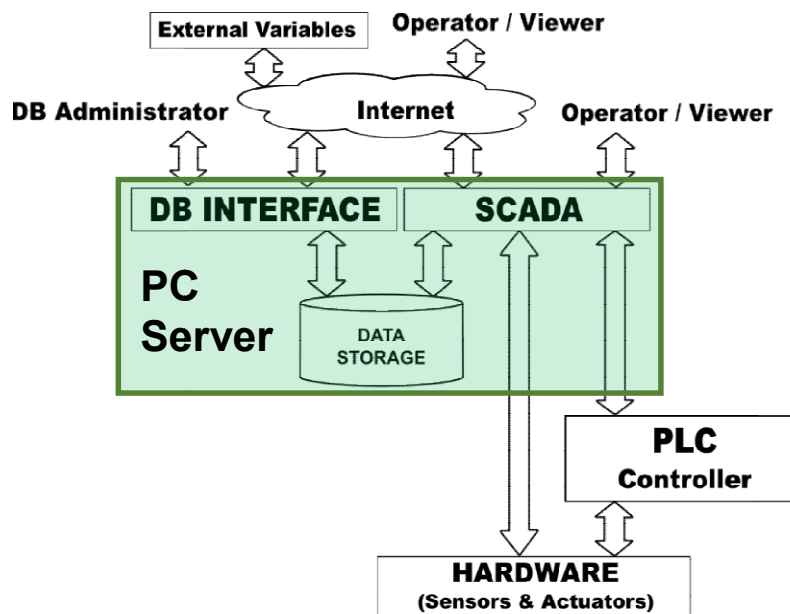 External Variables
Operator / Viewer
Internet
DB Administrator
Operator / Viewer
DB INTERFACE
SCADA
PC
Server
DATA
STORAGE
PLC
Controller
HARDWARE
(Sensors & Actuators)